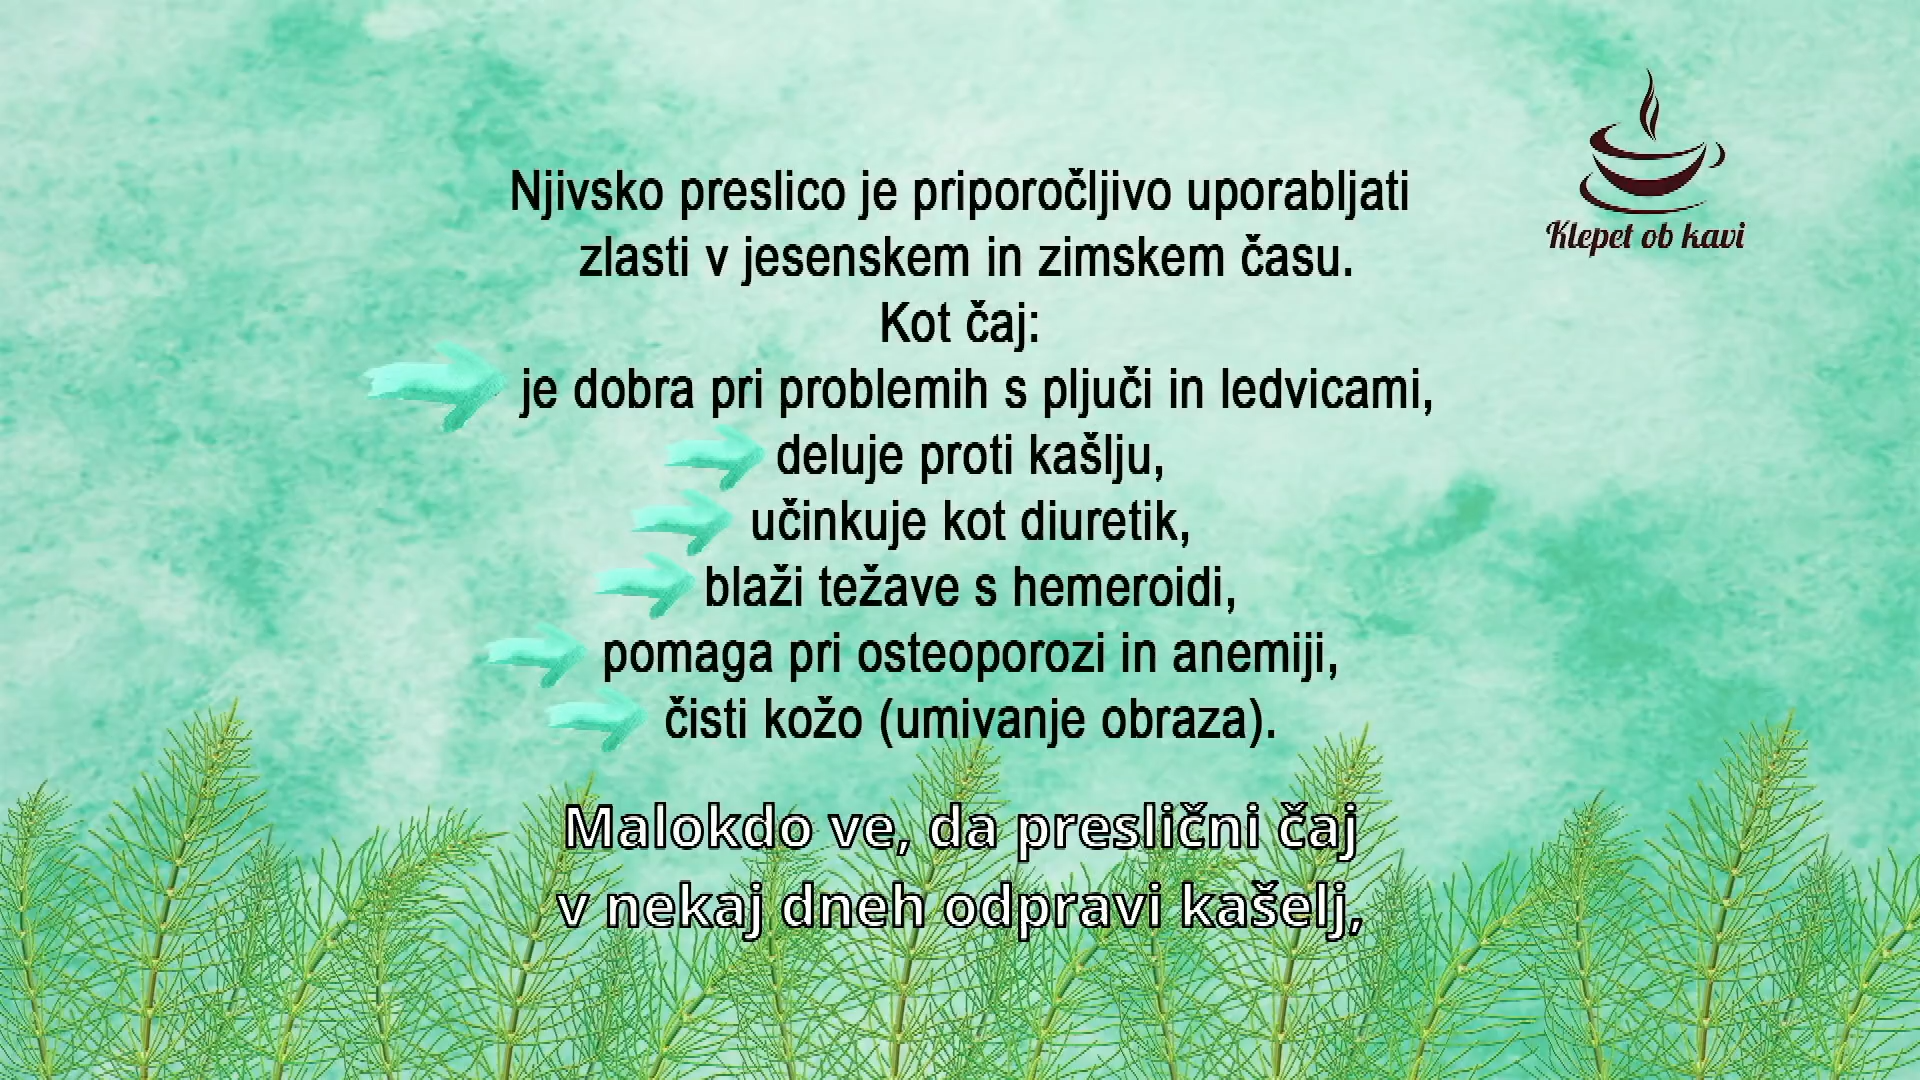 Klepet ob kavi
Njivsko preslico je priporočljivo uporabljati
zlasti v jesenskem in zimskem času.
Kot čaj:
je dobra pri problemih s pljuči in ledvicami,
deluje proti kašlju,
učinkuje kot diuretik,
blaži težave s hemeroidi,
pomaga pri osteoporozi in anemiji,
čisti kožo (umivanje obraza).
Malokdo ve, da preslični čaj
v nekaj dneh odpravi kašelj,